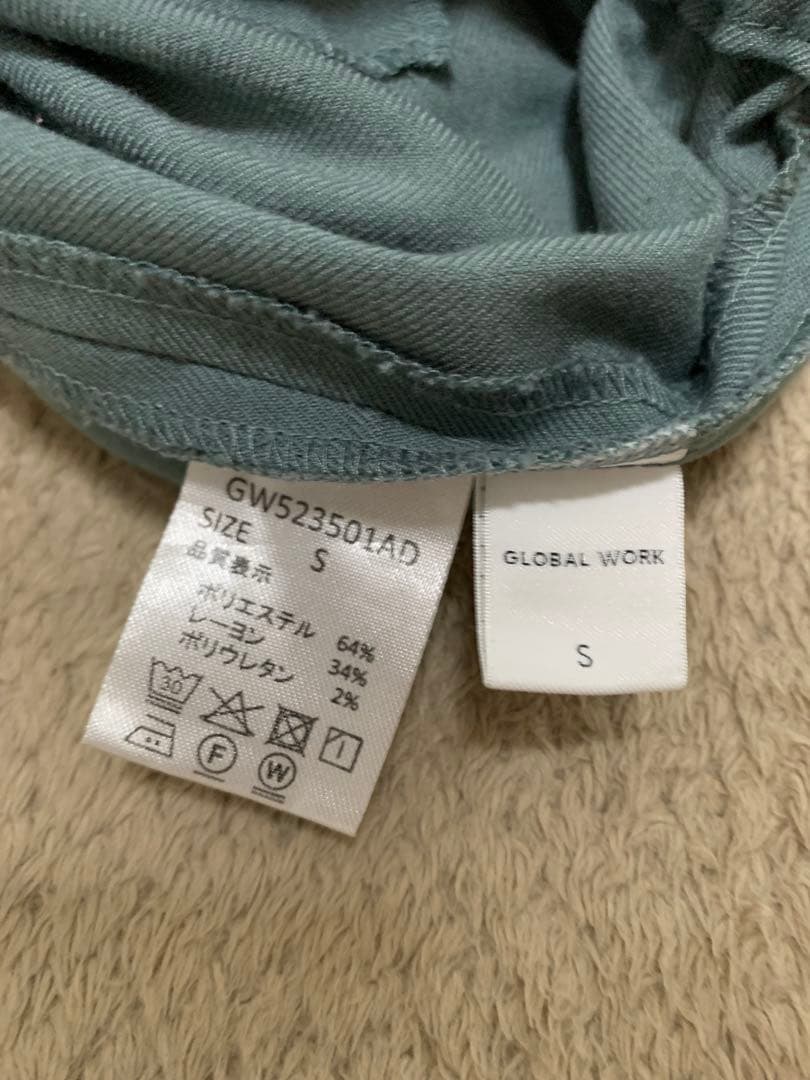 GW523501AD
SIZE S
品質表示
ポリエステル 64%
レーヨン 34%
ポリウレタン 2%
30
F
W
GLOBAL WORK
S